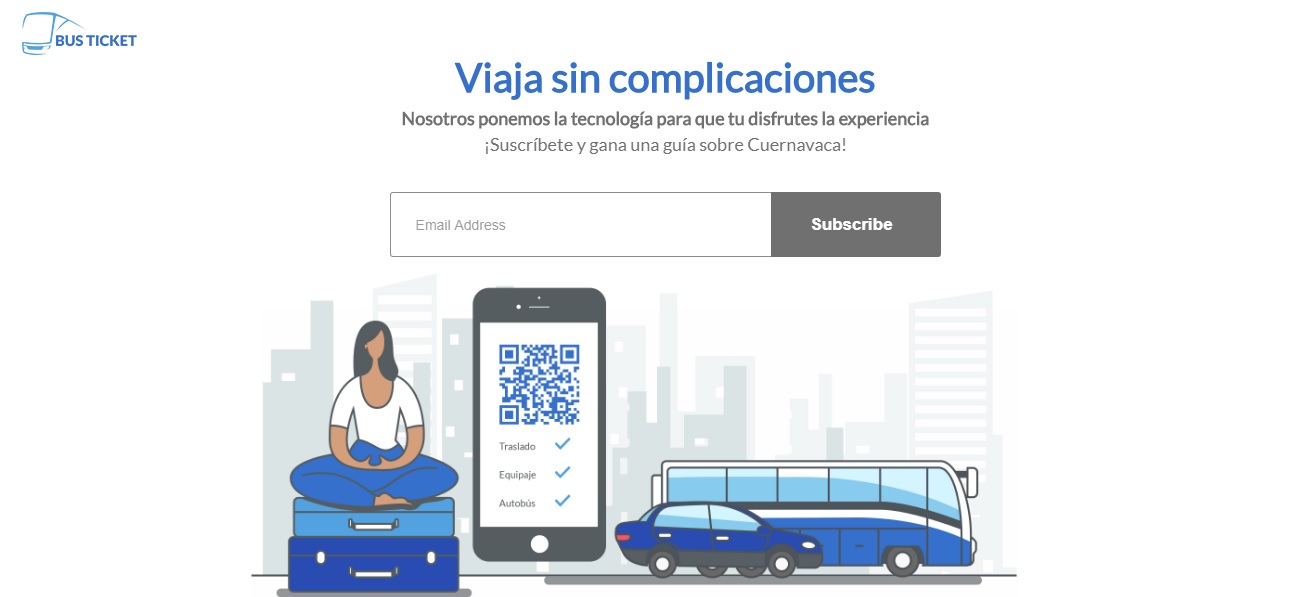 BUS TICKET
Viaja sin complicaciones
Nosotros ponemos la tecnología para que tu disfrutes la experiencia
¡Suscríbete y gana una guía sobre Cuernavaca!
Email Address
Subscribe
Traslado
Equipaje
Autobús